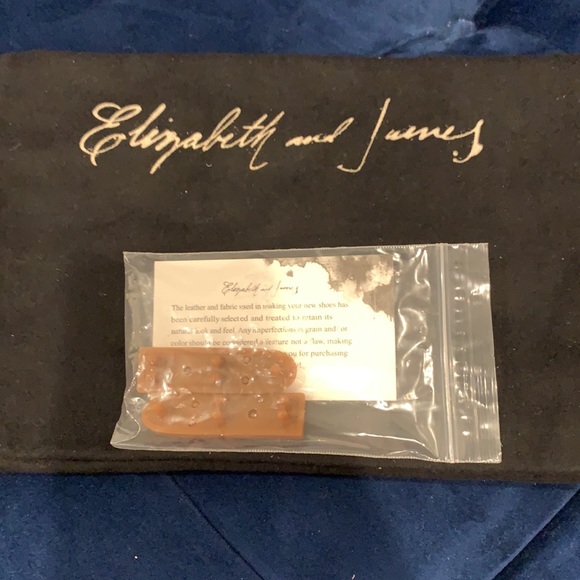 Elizabeth and James
Elizabeth and James
The leather and fabric used in making your new shoes has
been carefully selected and treated to retain its
natural look and feel. Any imperfections in grain and/or
color should be considered a feature not a flaw, making
you for purchasing